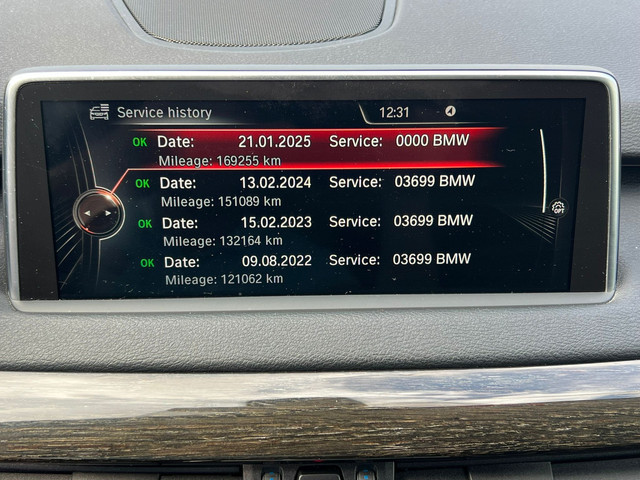 Service history 12:31
OK Date: 21.01.2025 Service: 0000 BMW
Mileage: 169255 km
OK Date: 13.02.2024 Service: 03699 BMW
Mileage: 151089 km
OK Date: 15.02.2023 Service: 03699 BMW
Mileage: 132164 km
OK Date: 09.08.2022 Service: 03699 BMW
Mileage: 121062 km
OPT